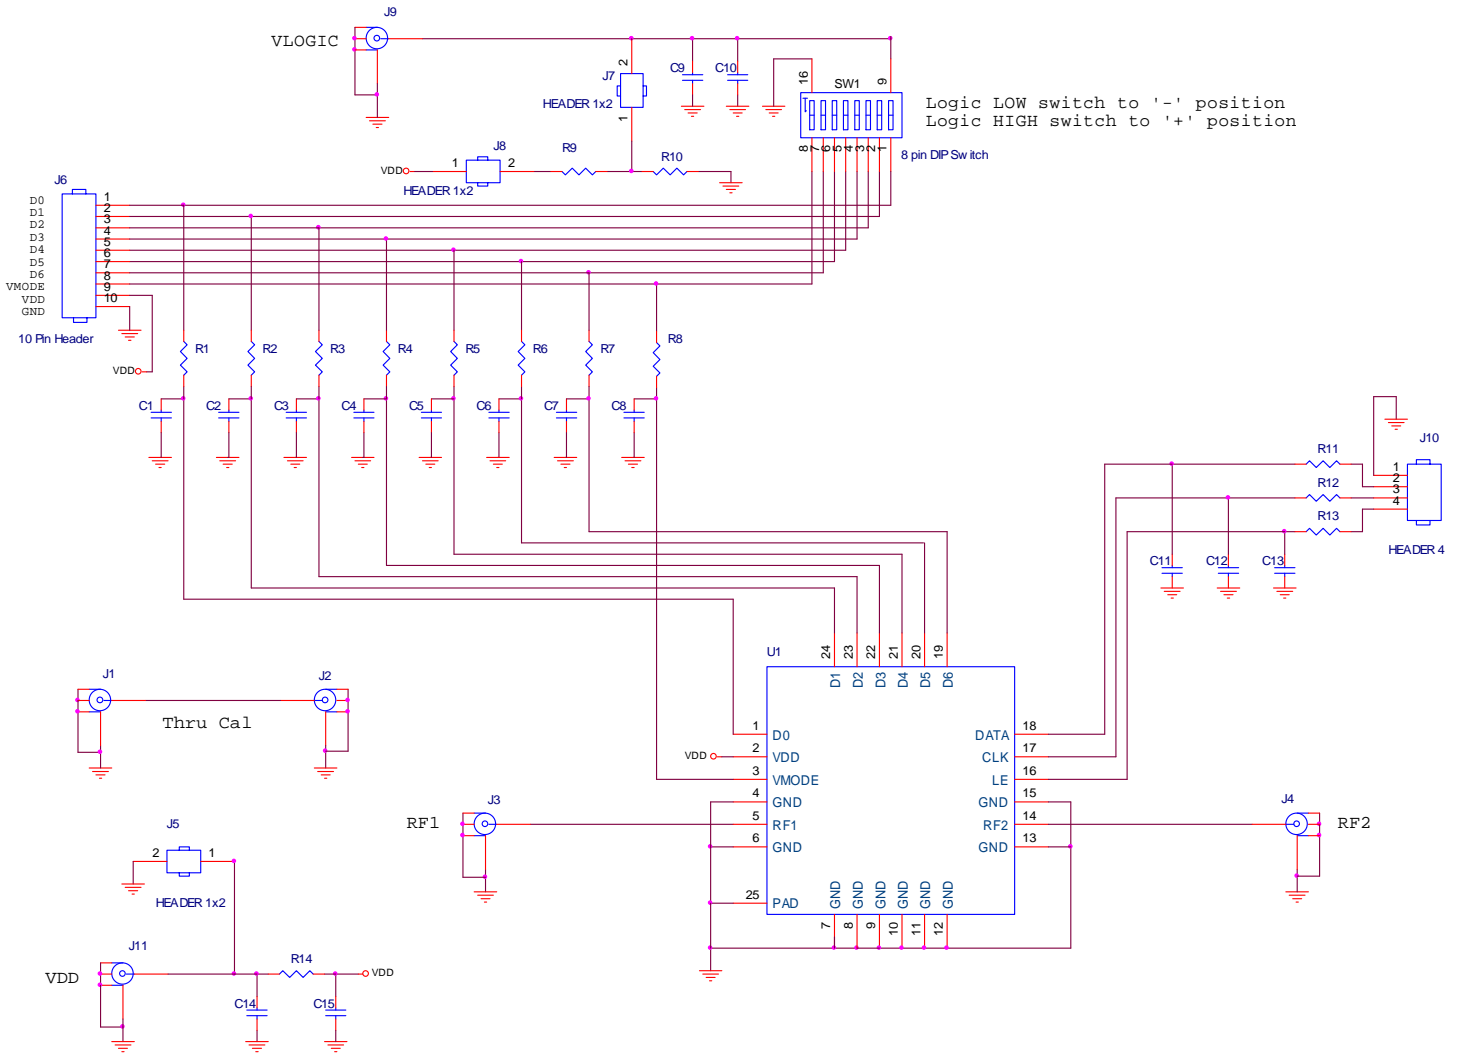 J9
VLOGIC
2
J7
HEADER 1x2
1
C9
C10
16
9
SW1
8
7
6
5
4
3
2
1
8 pin DIP Switch
Logic LOW switch to '-' position
Logic HIGH switch to '+' position
VDD
1
J8
2
HEADER 1x2
R9
R10
J6
D0
D1
D2
D3
D4
D5
D6
VMODE
VDD
GND
1
2
3
4
5
6
7
8
9
10
10 Pin Header
VDD
R1
R2
R3
R4
R5
R6
R7
R8
C1
C2
C3
C4
C5
C6
C7
C8
J10
1
2
3
4
HEADER 4
R11
R12
R13
C11
C12
C13
J1
J2
Thru Cal
U1
24
23
22
21
20
19
D1
D2
D3
D4
D5
D6
1
D0
2
VDD
VDD
3
VMODE
4
GND
5
RF1
6
GND
25
PAD
DATA
18
CLK
17
LE
16
GND
15
RF2
14
GND
13
GND
GND
GND
GND
GND
GND
7
8
9
10
11
12
RF1
J3
J4
RF2
J5
2
1
HEADER 1x2
J11
VDD
R14
VDD
C14
C15